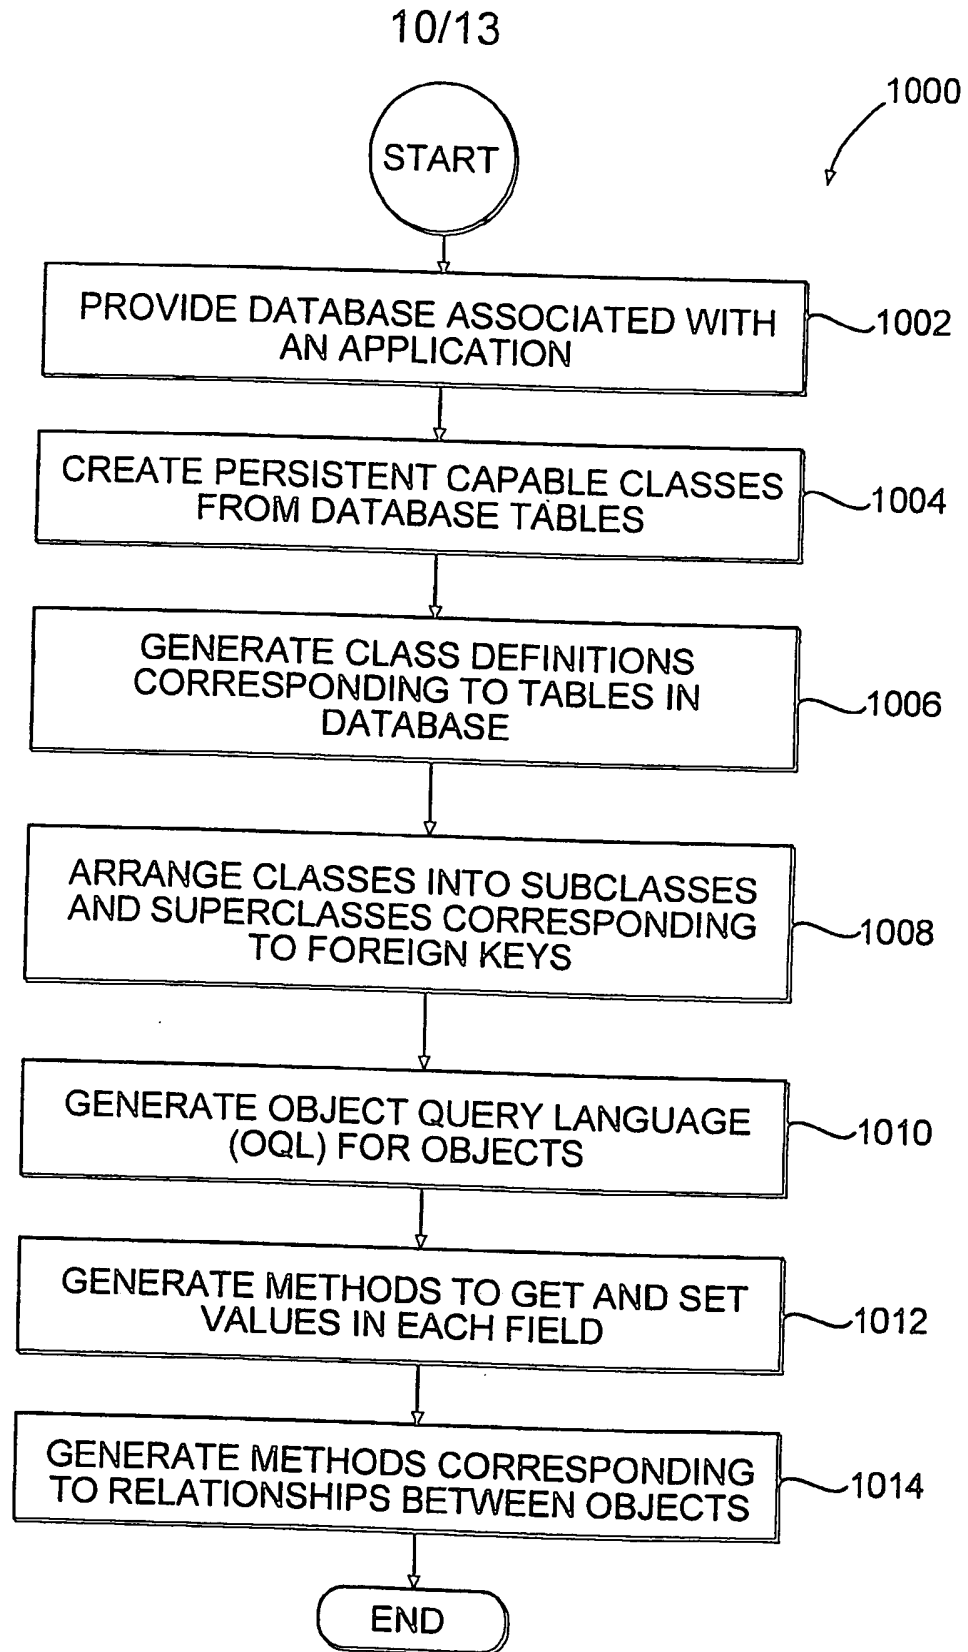 10/13
1000
START
PROVIDE DATABASE ASSOCIATED WITH
AN APPLICATION
1002
CREATE PERSISTENT CAPABLE CLASSES
FROM DATABASE TABLES
1004
GENERATE CLASS DEFINITIONS
CORRESPONDING TO TABLES IN
DATABASE
1006
ARRANGE CLASSES INTO SUBCLASSES
AND SUPERCLASSES CORRESPONDING
TO FOREIGN KEYS
1008
GENERATE OBJECT QUERY LANGUAGE
(OQL) FOR OBJECTS
1010
GENERATE METHODS TO GET AND SET
VALUES IN EACH FIELD
1012
GENERATE METHODS CORRESPONDING
TO RELATIONSHIPS BETWEEN OBJECTS
1014
END